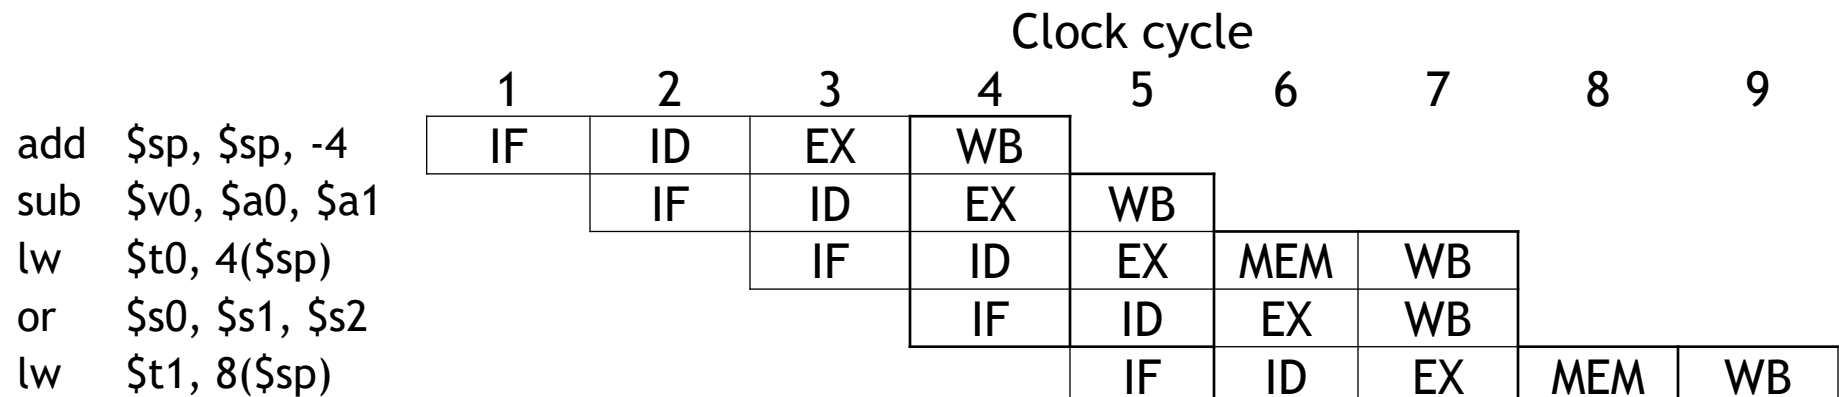 Clock cycle
1 2 3 4 5 6 7 8 9
add $sp, $sp, -4 IF ID EX WB
sub $v0, $a0, $a1 IF ID EX WB
lw $t0, 4($sp) IF ID EX MEM WB
or $s0, $s1, $s2 IF ID EX WB
lw $t1, 8($sp) IF ID EX MEM WB